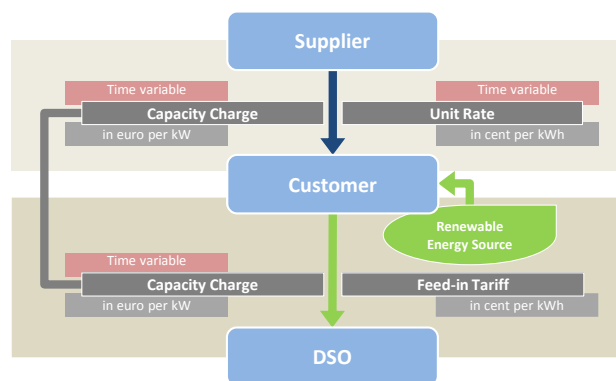 Supplier
Time variable
Time variable
Capacity Charge
Unit Rate
in euro per kW
in cent per kWh
Customer
Renewable
Energy Source
Time variable
Capacity Charge
Feed-in Tariff
in euro per kW
in cent per kWh
DSO